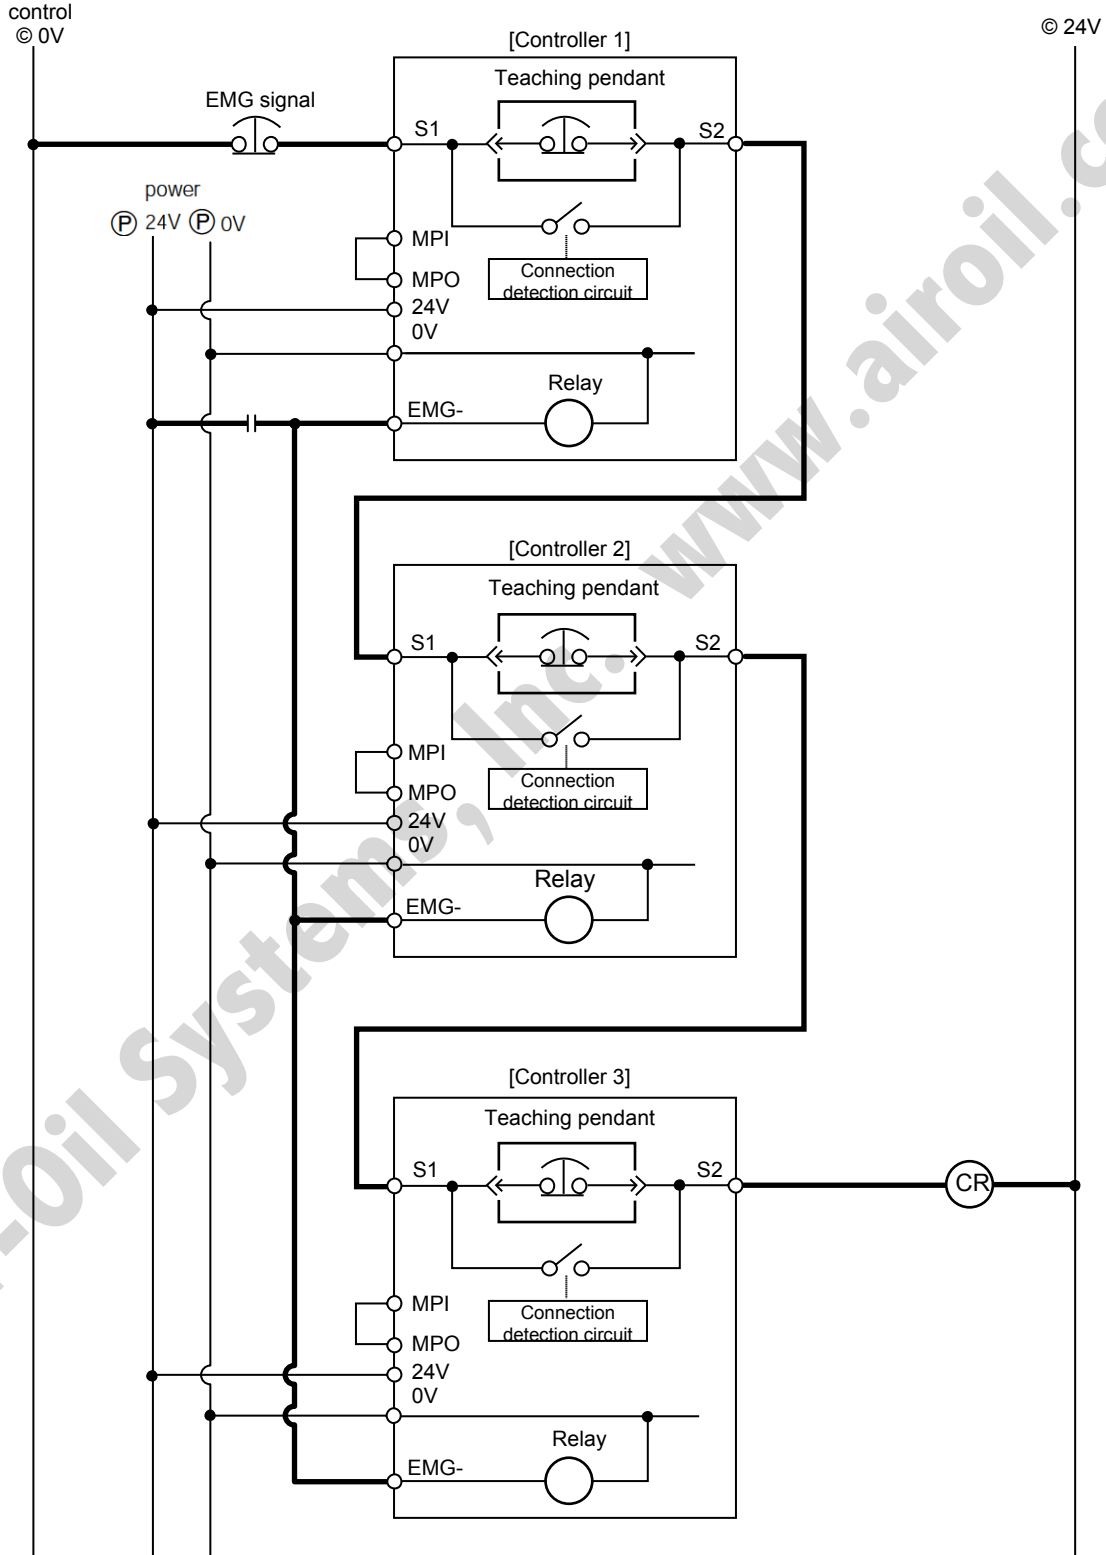 control
© 0V
© 24V
[Controller 1]
Teaching pendant
EMG signal
S1
S2
power
Ⓟ 24V Ⓟ 0V
MPI
Connection
detection circuit
MPO
24V
0V
Relay
EMG-
[Controller 2]
Teaching pendant
S1
S2
MPI
Connection
detection circuit
MPO
24V
0V
Relay
EMG-
[Controller 3]
Teaching pendant
S1
S2
CR
MPI
Connection
detection circuit
MPO
24V
0V
Relay
EMG-
-Oil Systems, Inc. www.airoil.c